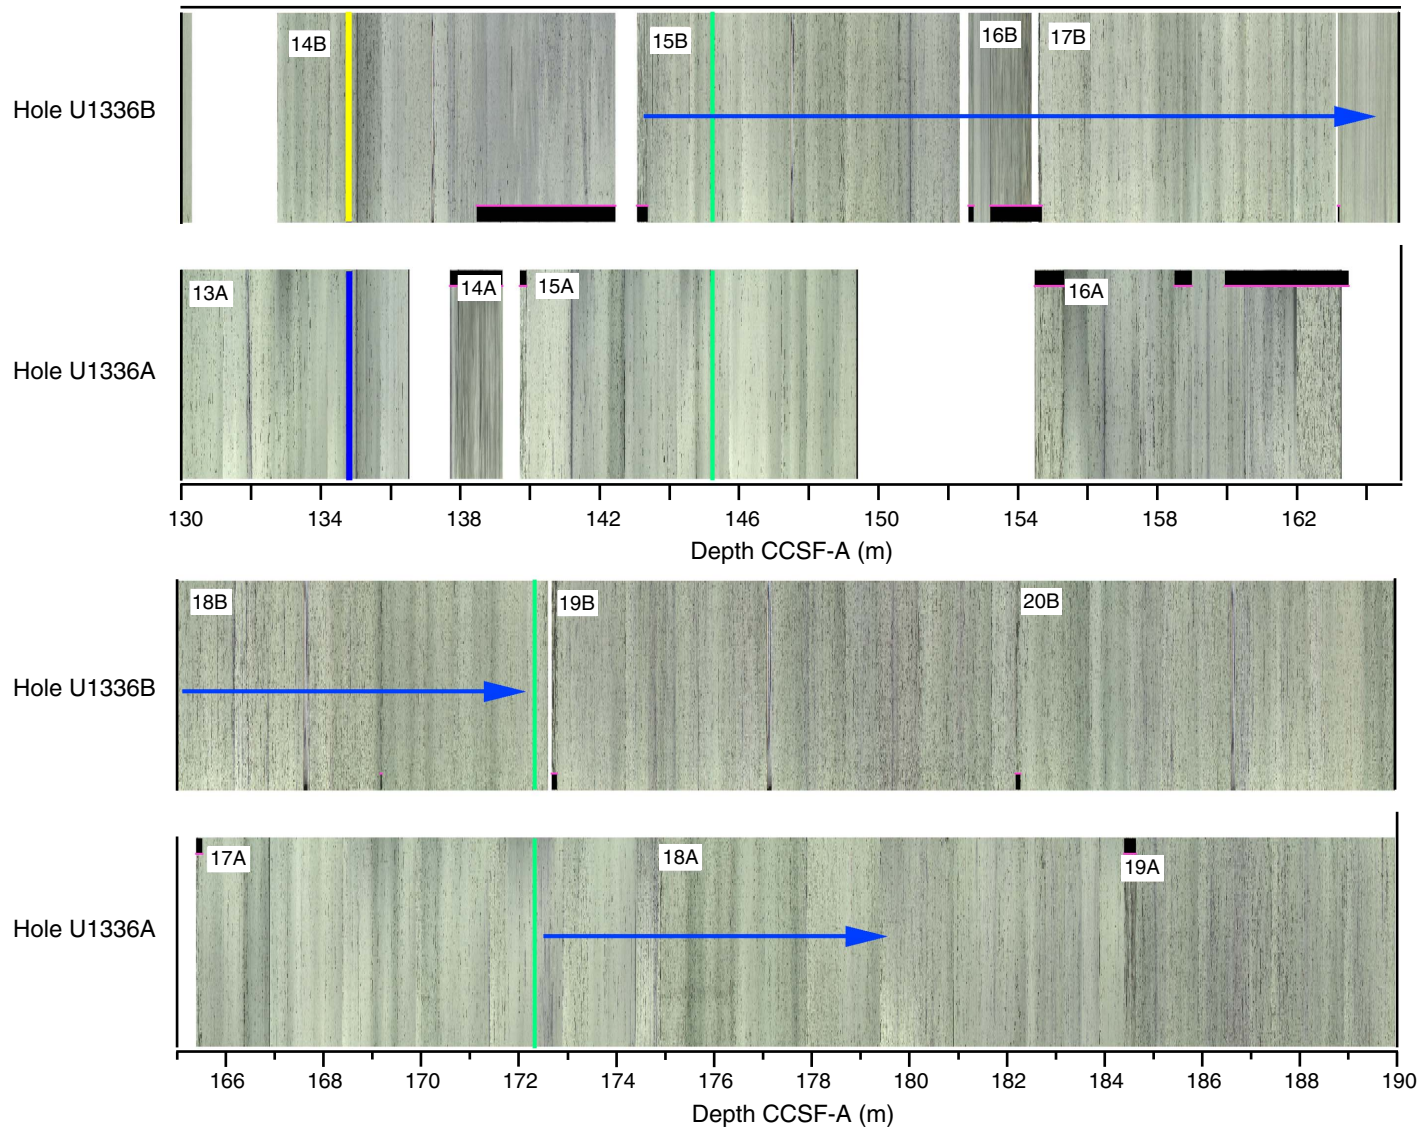 Hole U1336B
14B
15B
16B
17B
Hole U1336A
13A
14A
15A
16A
130 134 138 142 146 150 154 158 162
Depth CCSF-A (m)
Hole U1336B
18B
19B
20B
Hole U1336A
17A
18A
19A
166 168 170 172 174 176 178 180 182 184 186 188 190
Depth CCSF-A (m)